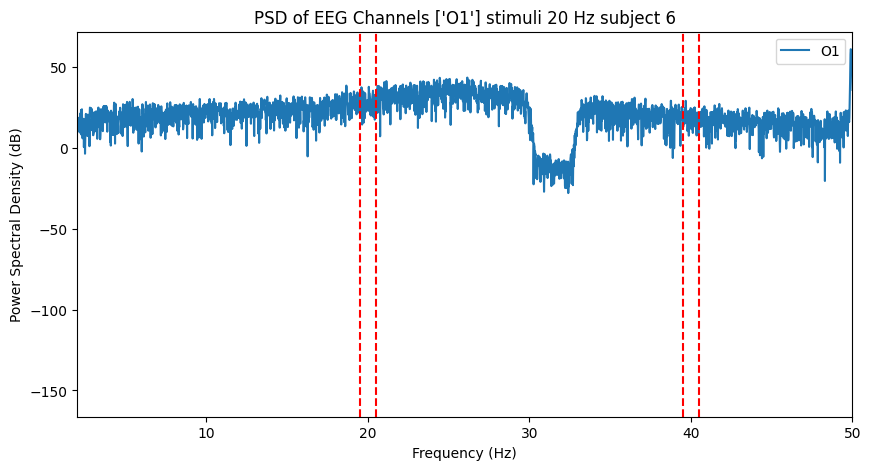 PSD of EEG Channels ['O1'] stimuli 20 Hz subject 6
O1
Power Spectral Density (dB)
50
0
−50
−100
−150
10
20
30
40
50
Frequency (Hz)